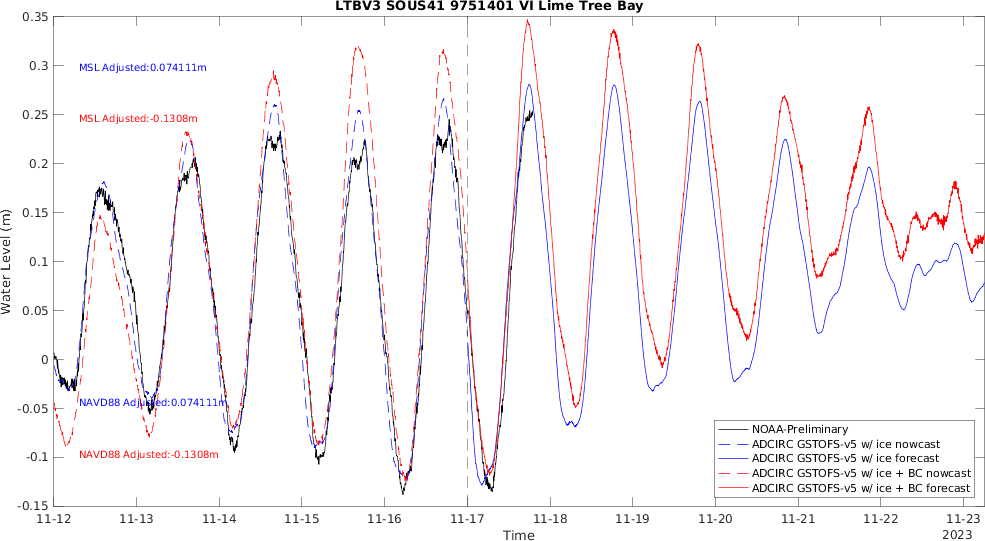 LTBV3 SOUS41 9751401 VI Lime Tree Bay
0.35
0.3
0.25
0.2
0.15
0.1
0.05
0
-0.05
-0.1
-0.15
Water Level (m)
MSL Adjusted:0.074111m
MSL Adjusted:-0.1308m
NAVD88 Adjusted:0.074111m
NAVD88 Adjusted:-0.1308m
NOAA-Preliminary
ADCIRC GSTOFS-v5 w/ ice nowcast
ADCIRC GSTOFS-v5 w/ ice forecast
ADCIRC GSTOFS-v5 w/ ice + BC nowcast
ADCIRC GSTOFS-v5 w/ ice + BC forecast
11-12 11-13 11-14 11-15 11-16 11-17 11-18 11-19 11-20 11-21 11-22 11-23
Time
2023